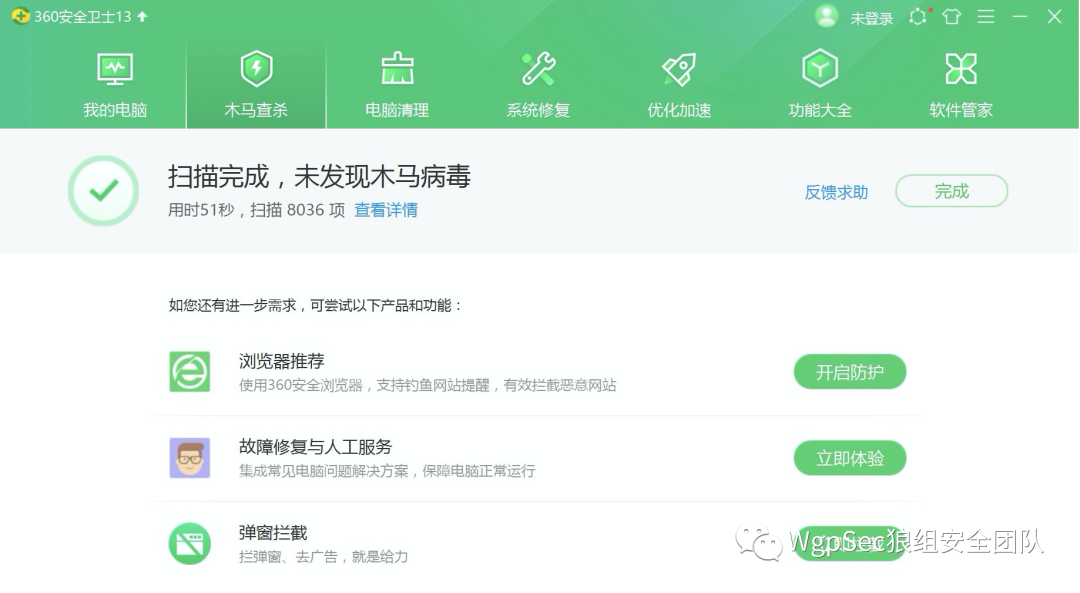 360安全卫士13
未登录
我的电脑
木马查杀
电脑清理
系统修复
优化加速
功能大全
软件管家
扫描完成，未发现木马病毒
用时51秒，扫描 8036 项 查看详情
反馈求助
完成
如您还有进一步需求，可尝试以下产品和功能：
浏览器推荐
使用360安全浏览器，支持钓鱼网站提醒，有效拦截恶意网站
开启防护
故障修复与人工服务
集成常见电脑问题解决方案，保障电脑正常运行
立即体验
弹窗拦截
拦弹窗、去广告，就是给力
WgpSec狼组安全团队